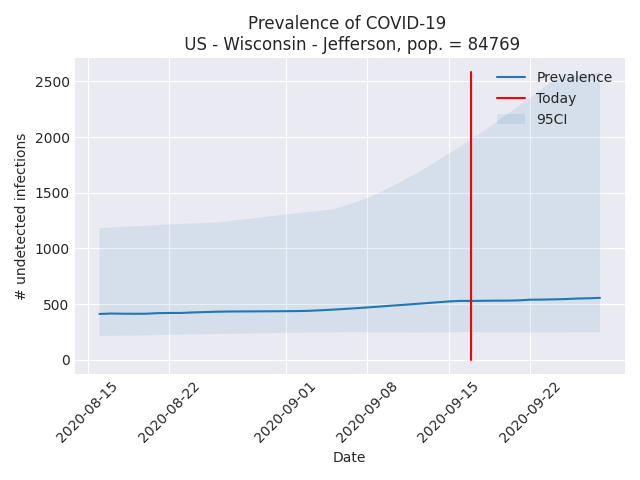 Prevalence of COVID-19
US - Wisconsin - Jefferson, pop. = 84769
Prevalence
Today
95CI
2500
2000
1500
1000
500
0
# undetected infections
2020-08-15
2020-08-22
2020-09-01
2020-09-08
2020-09-15
2020-09-22
Date